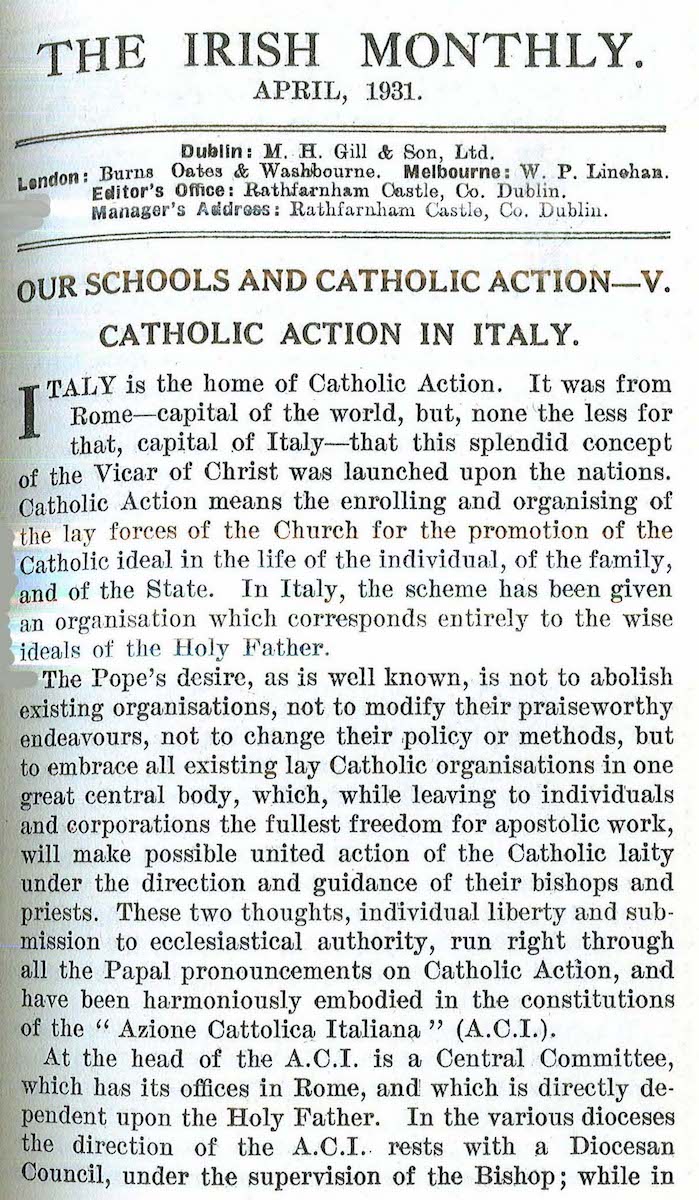 THE IRISH MONTHLY.
APRIL, 1931.
Dublin: M. H. Gill & Son, Ltd.
London: Burns Oates & Washbourne. Melbourne: W. P. Linehan.
Editor's Office: Rathfarnham Castle, Co. Dublin.
Manager's Address: Rathfarnham Castle, Co. Dublin.
OUR SCHOOLS AND CATHOLIC ACTION—V.
CATHOLIC ACTION IN ITALY.
ITALY is the home of Catholic Action. It was from
Rome—capital of the world, but, none the less for
that, capital of Italy—that this splendid concept
of the Vicar of Christ was launched upon the nations.
Catholic Action means the enrolling and organising of
the lay forces of the Church for the promotion of the
Catholic ideal in the life of the individual, of the family,
and of the State. In Italy, the scheme has been given
an organisation which corresponds entirely to the wise
ideals of the Holy Father.
The Pope's desire, as is well known, is not to abolish
existing organisations, not to modify their praiseworthy
endeavours, not to change their policy or methods, but
to embrace all existing lay Catholic organisations in one
great central body, which, while leaving to individuals
and corporations the fullest freedom for apostolic work,
will make possible united action of the Catholic laity
under the direction and guidance of their bishops and
priests. These two thoughts, individual liberty and sub-
mission to ecclesiastical authority, run right through
all the Papal pronouncements on Catholic Action, and
have been harmoniously embodied in the constitutions
of the “ Azione Cattolica Italiana ” (A.C.I.).
At the head of the A.C.I. is a Central Committee,
which has its offices in Rome, and which is directly de-
pendent upon the Holy Father. In the various dioceses
the direction of the A.C.I. rests with a Diocesan
Council, under the supervision of the Bishop; while in